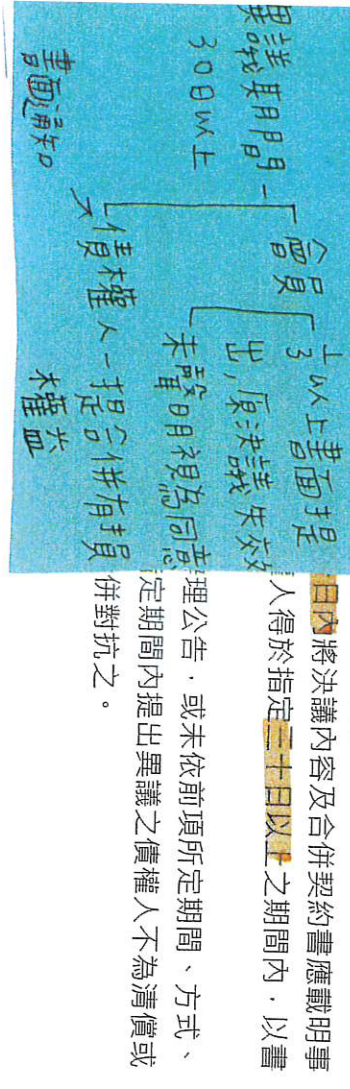 異議期間-
30日以上
會員
1/3以上書面提
出,原決議失效
未聲明視為同意
債權人-提合併有損
權益
書面通知
日內將決議內容及合併契約書應載明事
人得於指定三十日以上之期間內，以書
理公告，或未依前項所定期間、方式、
定期間內提出異議之債權人不為清償或
併對抗之。